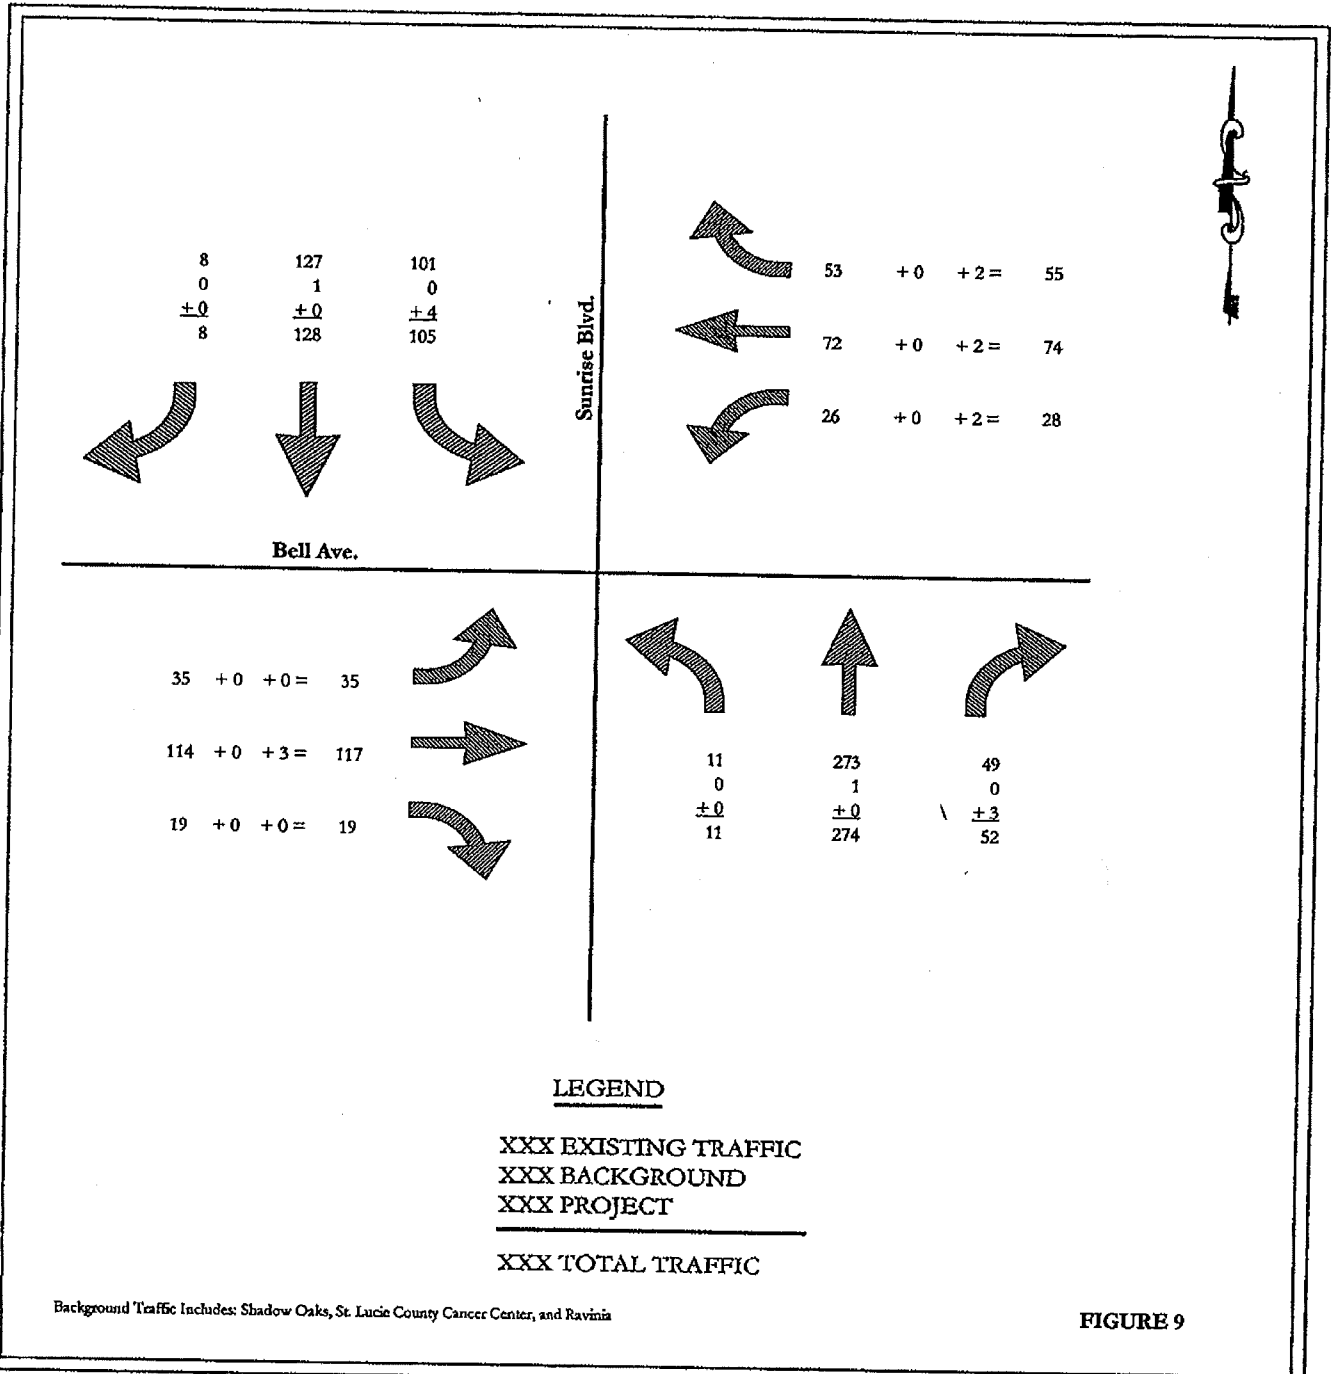 8 127 101
0 1 0
+0 +0 +4
8 128 105
Sunrise Blvd.
53 +0 +2= 55
72 +0 +2= 74
26 +0 +2= 28
Bell Ave.
35 +0 +0= 35
114 +0 +3= 117
19 +0 +0= 19
11 273 49
0 1 0
+0 +0 +3
11 274 52
LEGEND
XXX EXISTING TRAFFIC
XXX BACKGROUND
XXX PROJECT
XXX TOTAL TRAFFIC
Background Traffic Includes: Shadow Oaks, St. Lucie County Cancer Center, and Ravinia
FIGURE 9